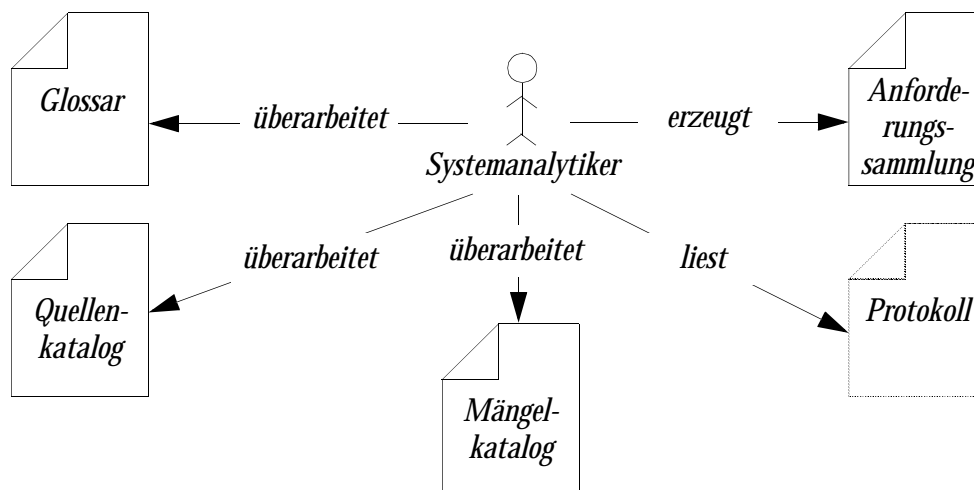 Glossar
überarbeitet
erzeugt
Anforde-
rungs-
sammlung
Systemanalytiker
Quellen-
katalog
überarbeitet
überarbeitet
liest
Protokoll
Mängel-
katalog